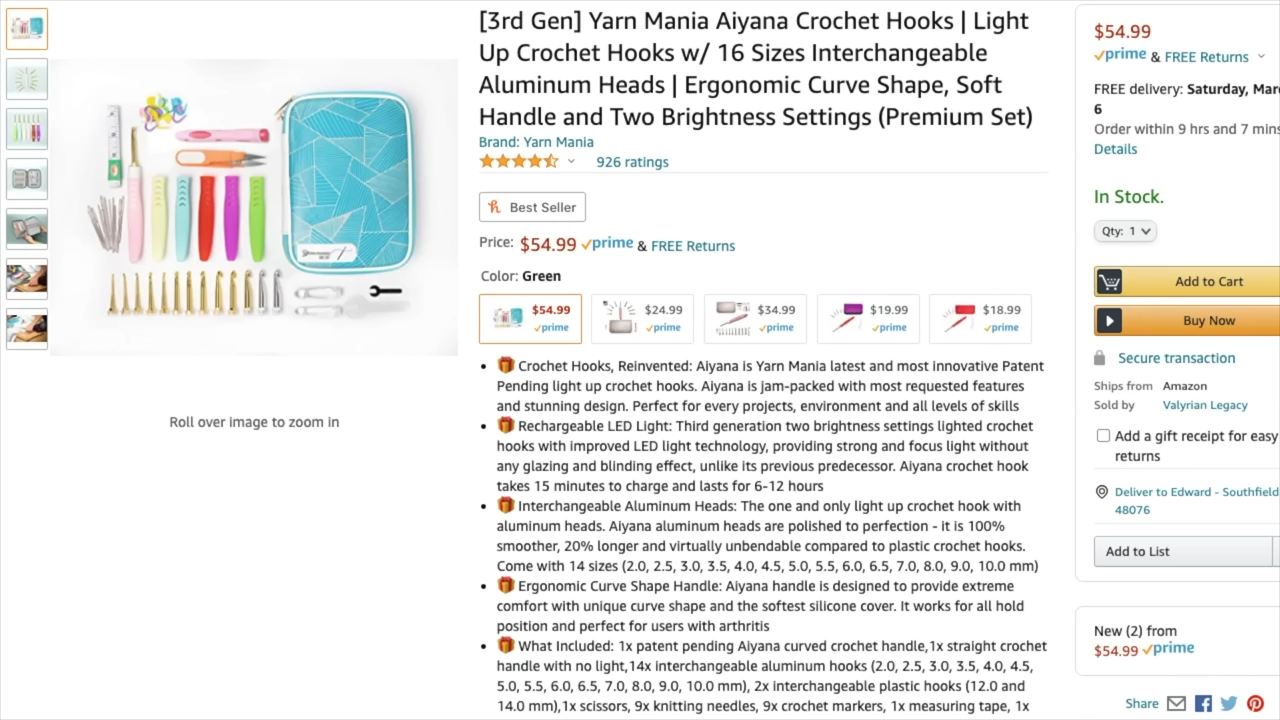 [3rd Gen] Yarn Mania Aiyana Crochet Hooks | Light
Up Crochet Hooks w/ 16 Sizes Interchangeable
Aluminum Heads | Ergonomic Curve Shape, Soft
Handle and Two Brightness Settings (Premium Set)
Brand: Yarn Mania
926 ratings
Best Seller
Price: $54.99 prime & FREE Returns
Color: Green
$54.99 prime
$24.99 prime
$34.99 prime
$19.99 prime
$18.99 prime
• Crochet Hooks, Reinvented: Aiyana is Yarn Mania latest and most innovative Patent
Pending light up crochet hooks. Aiyana is jam-packed with most requested features
and stunning design. Perfect for every projects, environment and all levels of skills
• Rechargeable LED Light: Third generation two brightness settings lighted crochet
hooks with improved LED light technology, providing strong and focus light without
any glazing and blinding effect, unlike its previous predecessor. Aiyana crochet hook
takes 15 minutes to charge and lasts for 6-12 hours
• Interchangeable Aluminum Heads: The one and only light up crochet hook with
aluminum heads. Aiyana aluminum heads are polished to perfection - it is 100%
smoother, 20% longer and virtually unbendable compared to plastic crochet hooks.
Come with 14 sizes (2.0, 2.5, 3.0, 3.5, 4.0, 4.5, 5.0, 5.5, 6.0, 6.5, 7.0, 8.0, 9.0, 10.0 mm)
• Ergonomic Curve Shape Handle: Aiyana handle is designed to provide extreme
comfort with unique curve shape and the softest silicone cover. It works for all hold
position and perfect for users with arthritis
• What Included: 1x patent pending Aiyana curved crochet handle,1x straight crochet
handle with no light,14x interchangeable aluminum hooks (2.0, 2.5, 3.0, 3.5, 4.0, 4.5,
5.0, 5.5, 6.0, 6.5, 7.0, 8.0, 9.0, 10.0 mm), 2x interchangeable plastic hooks (12.0 and
14.0 mm),1x scissors, 9x knitting needles, 9x crochet markers, 1x measuring tape, 1x
Roll over image to zoom in
$54.99
prime & FREE Returns
FREE delivery: Saturday, Mar
6
Order within 9 hrs and 7 mins
Details
In Stock.
Qty: 1
Add to Cart
Buy Now
Secure transaction
Ships from Amazon
Sold by Valyrian Legacy
Add a gift receipt for easy
returns
Deliver to Edward - Southfield
48076
Add to List
New (2) from
$54.99 prime
Share